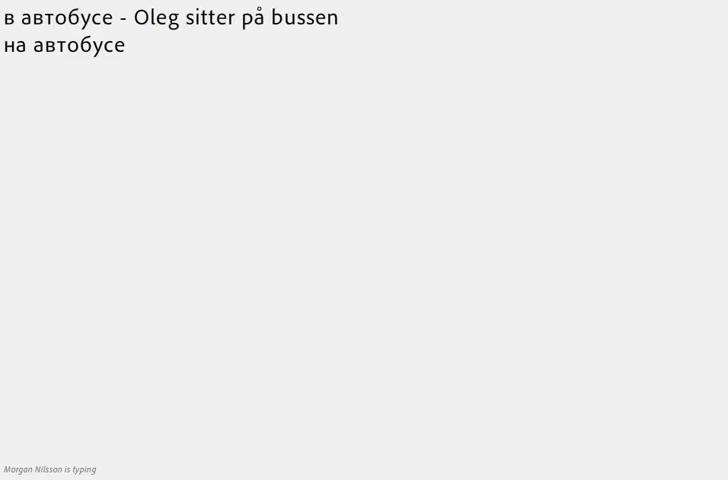 в автобусе - Oleg sitter på bussen
на автобусе
Morgan Nilsson is typing